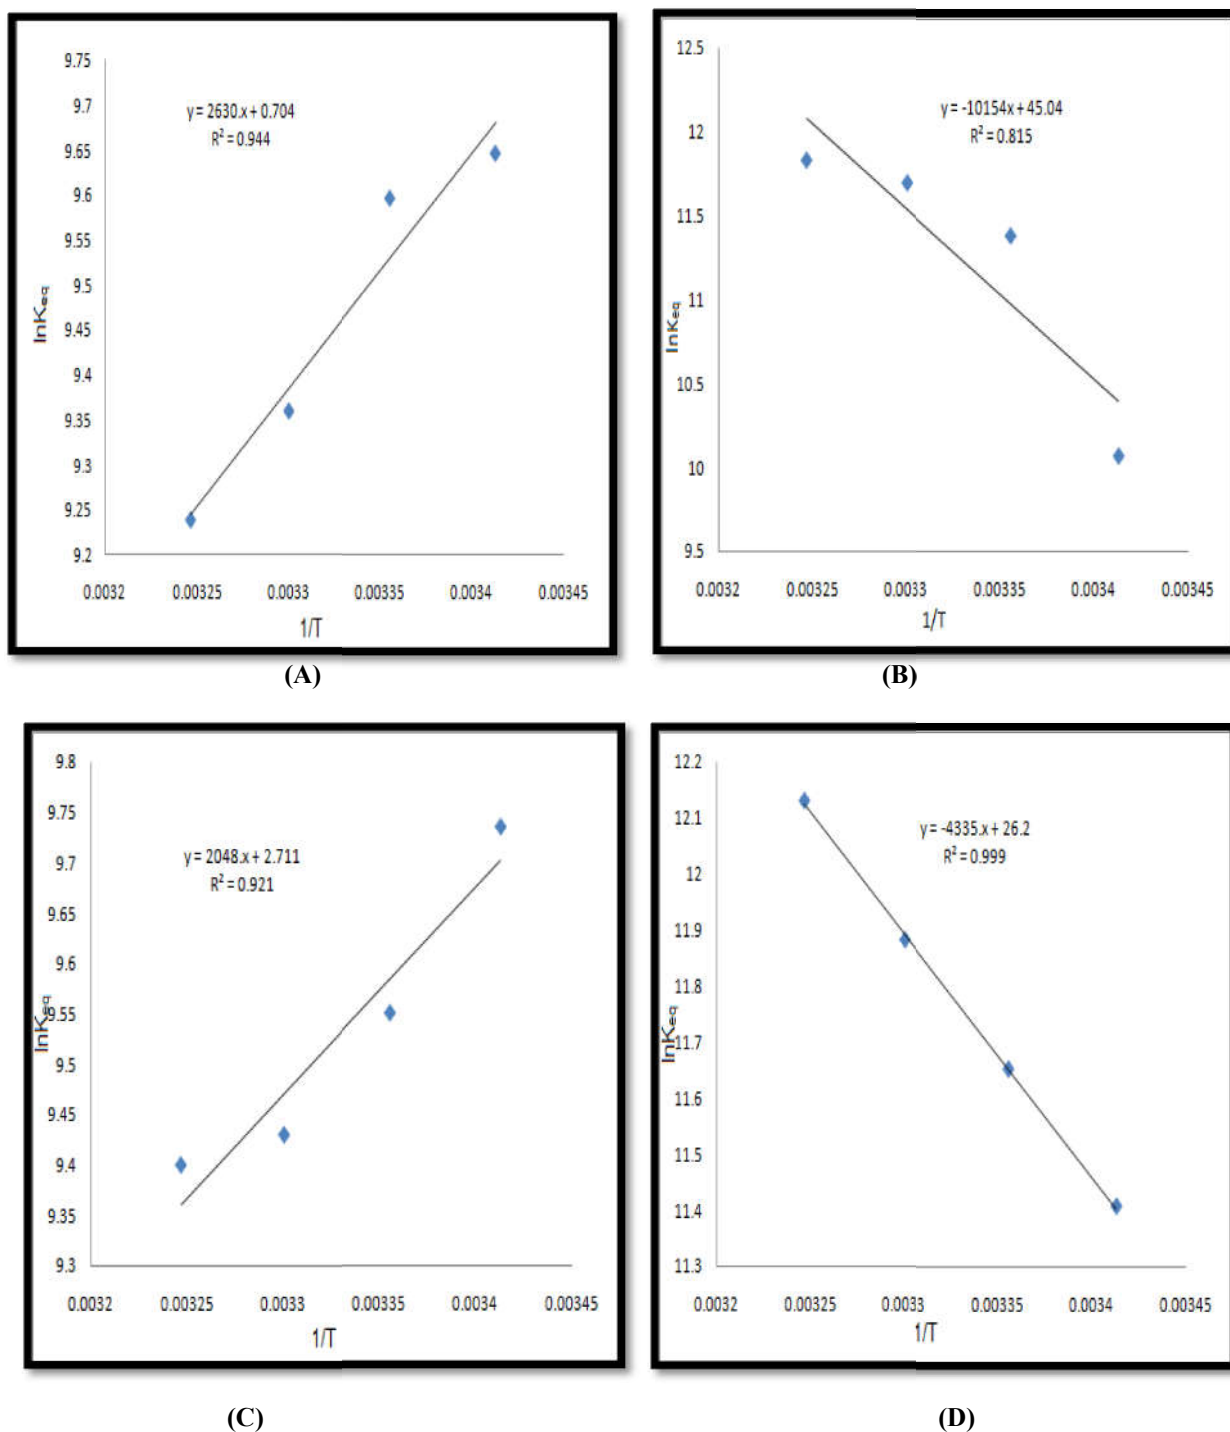 y = 2630.x + 0.704
R² = 0.944
9.75
9.7
9.65
9.6
9.55
9.5
9.45
9.4
9.35
9.3
9.25
9.2
lnKeq
0.0032 0.00325 0.0033 0.00335 0.0034 0.00345
1/T
(A)
y = -10154x + 45.04
R² = 0.815
12.5
12
11.5
11
10.5
10
9.5
lnKeq
0.0032 0.00325 0.0033 0.00335 0.0034 0.00345
1/T
(B)
y = 2048.x + 2.711
R² = 0.921
9.8
9.75
9.7
9.65
9.6
9.55
9.5
9.45
9.4
9.35
9.3
lnKeq
0.0032 0.00325 0.0033 0.00335 0.0034 0.00345
1/T
(C)
y = -4335.x + 26.2
R² = 0.999
12.2
12.1
12
11.9
11.8
11.7
11.6
11.5
11.4
11.3
lnKeq
0.0032 0.00325 0.0033 0.00335 0.0034 0.00345
1/T
(D)